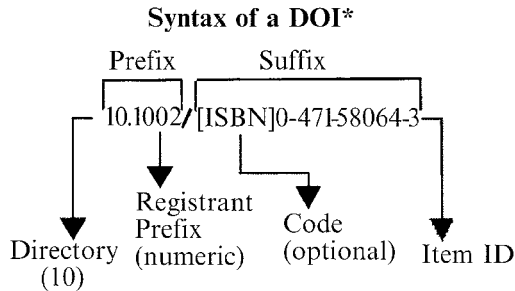 Syntax of a DOI*
Prefix Suffix
10.1002/[ISBN]0-471-58064-3
Directory
(10)
Registrant
Prefix
(numeric)
Code
(optional)
Item ID